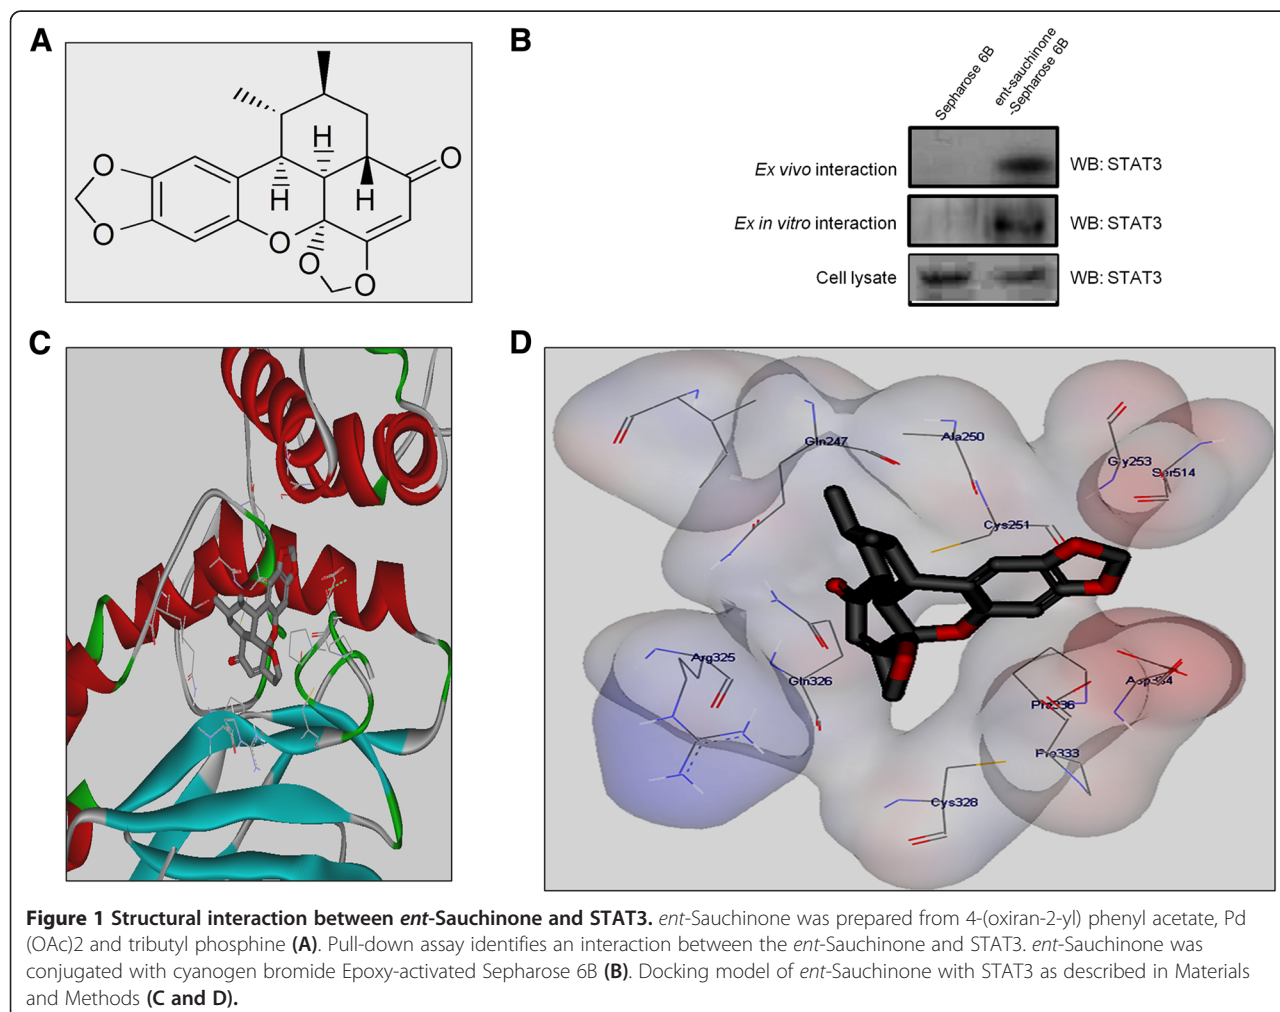 A
H
H
H
O
O
O
O
O
O
B
Sepharose 6B
ent-sauchinone
-Sepharose 6B
Ex vivo interaction
WB: STAT3
Ex in vitro interaction
WB: STAT3
Cell lysate
WB: STAT3
C
D
Gln247
Ala250
Gly253
Ser514
Cys251
Arg325
Gln326
Pro336
Pro333
Cys328
Figure 1 Structural interaction between ent-Sauchinone and STAT3. ent-Sauchinone was prepared from 4-(oxiran-2-yl) phenyl acetate, Pd
(OAc)2 and tributyl phosphine (A). Pull-down assay identifies an interaction between the ent-Sauchinone and STAT3. ent-Sauchinone was
conjugated with cyanogen bromide Epoxy-activated Sepharose 6B (B). Docking model of ent-Sauchinone with STAT3 as described in Materials
and Methods (C and D).